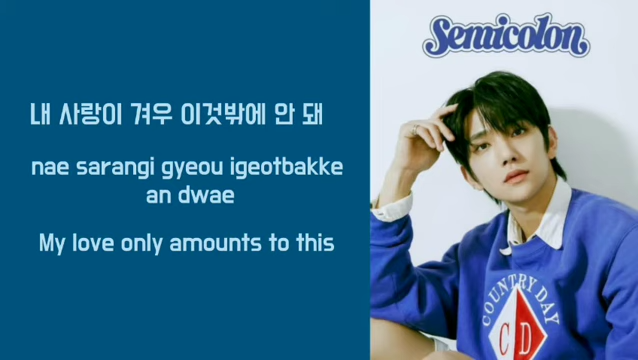 Semicolon
내 사랑이 겨우 이것밖에 안 돼
nae sarangi gyeou igeotbakke
an dwae
My love only amounts to this
COUNTRY DAY
C D